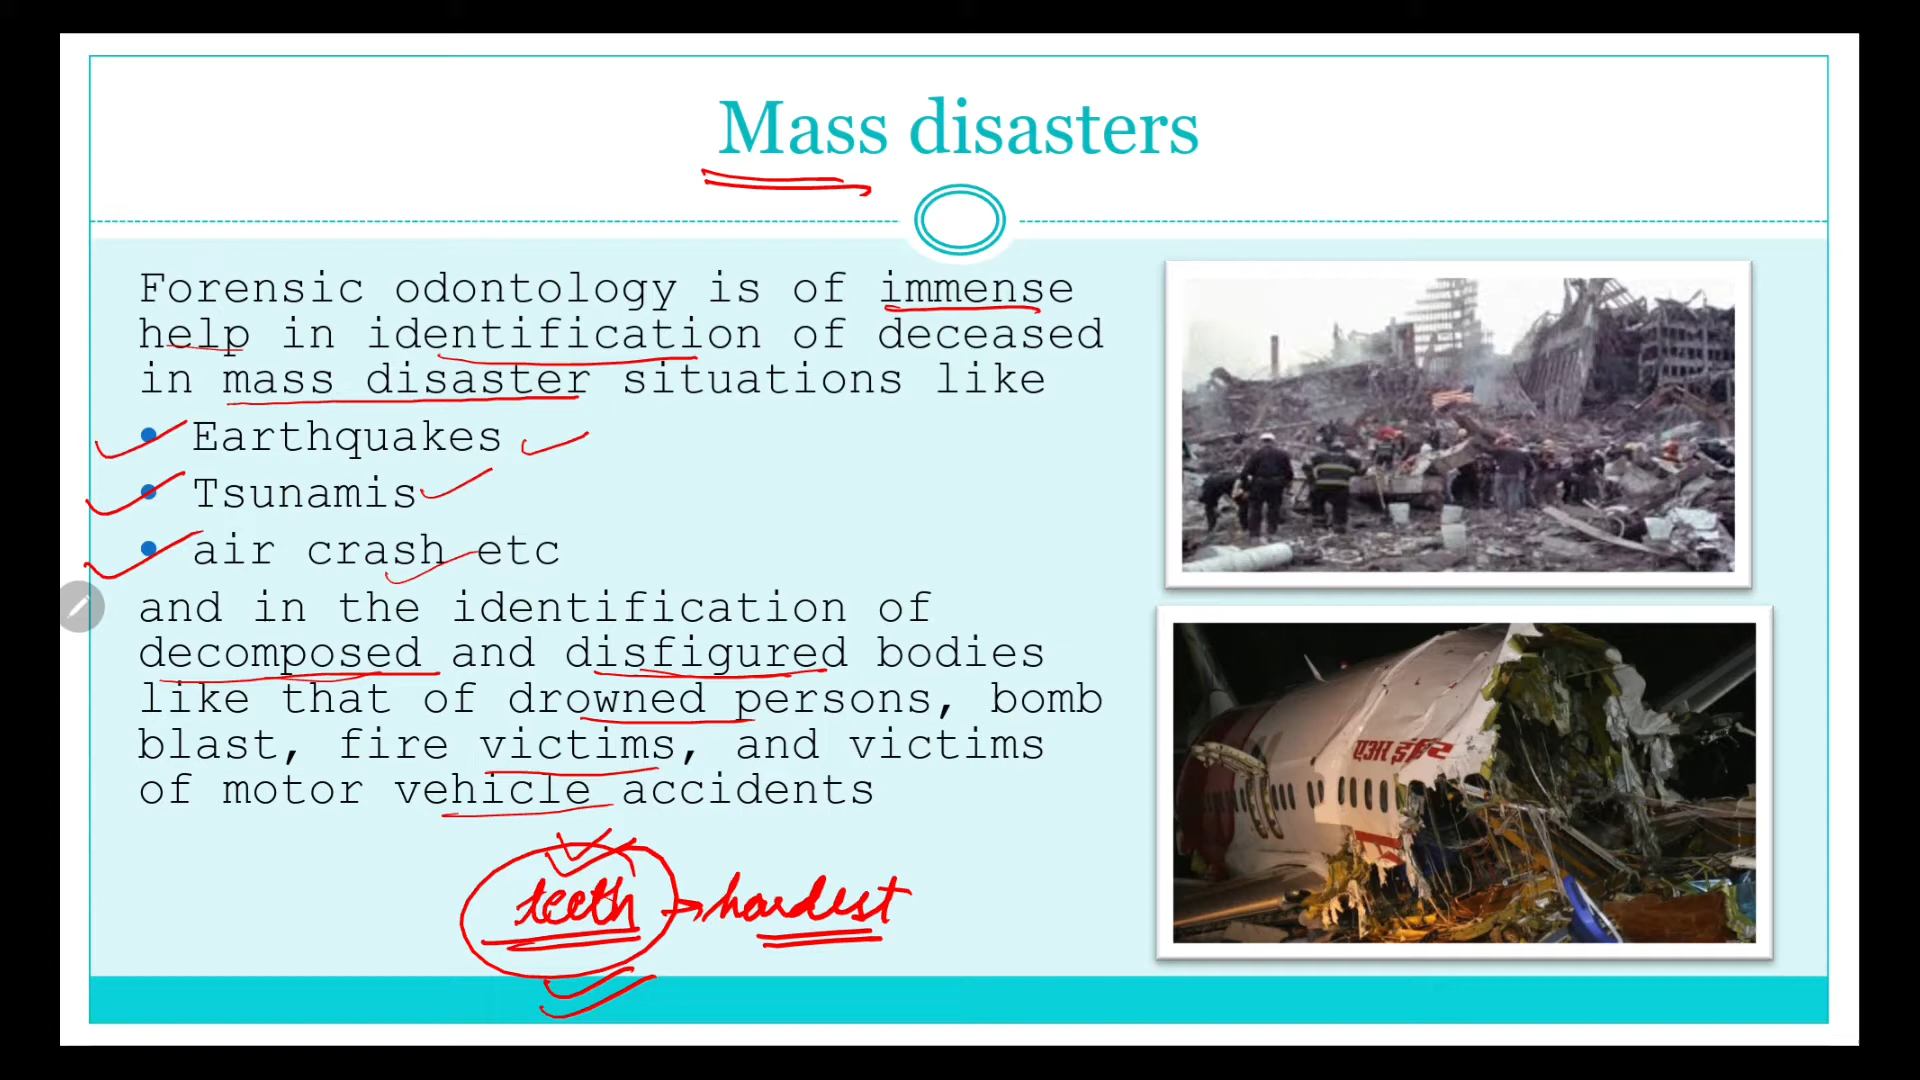 Mass disasters
Forensic odontology is of immense
help in identification of deceased
in mass disaster situations like
• Earthquakes
• Tsunamis
• air crash etc
and in the identification of
decomposed and disfigured bodies
like that of drowned persons, bomb
blast, fire victims, and victims
of motor vehicle accidents
teeth → hardest
एअर इंडिया